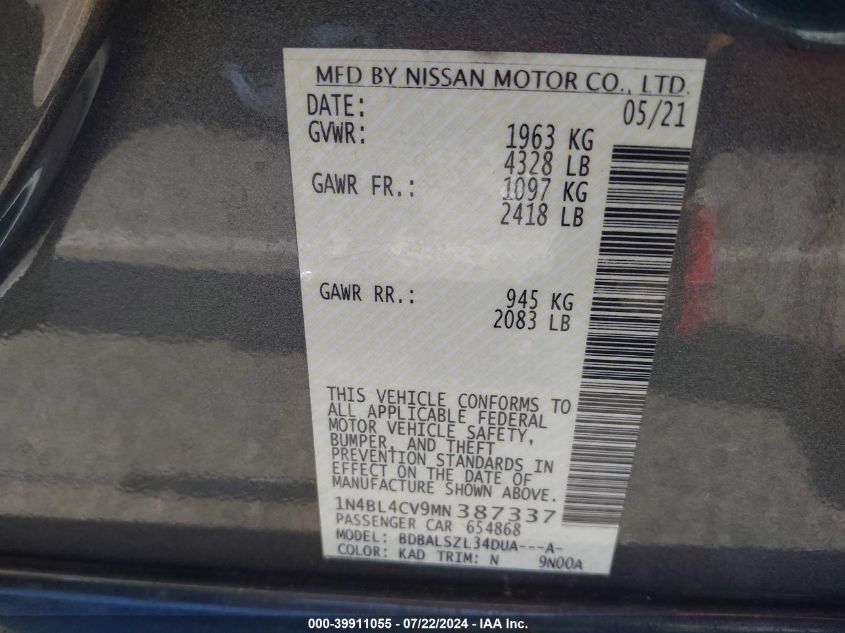 MFD BY NISSAN MOTOR CO., LTD.
DATE: 05/21
GVWR: 1963 KG
4328 LB
GAWR FR.: 1097 KG
2418 LB
GAWR RR.: 945 KG
2083 LB
THIS VEHICLE CONFORMS TO
ALL APPLICABLE FEDERAL
MOTOR VEHICLE SAFETY,
BUMPER, AND THEFT
PREVENTION STANDARDS IN
EFFECT ON THE DATE OF
MANUFACTURE SHOWN ABOVE.
1N4BL4CV9MN387337
PASSENGER CAR 654868
MODEL: BDBALSZL34DUA---A-
COLOR: KAD TRIM: N 9N00A
000-39911055 - 07/22/2024 - IAA Inc.